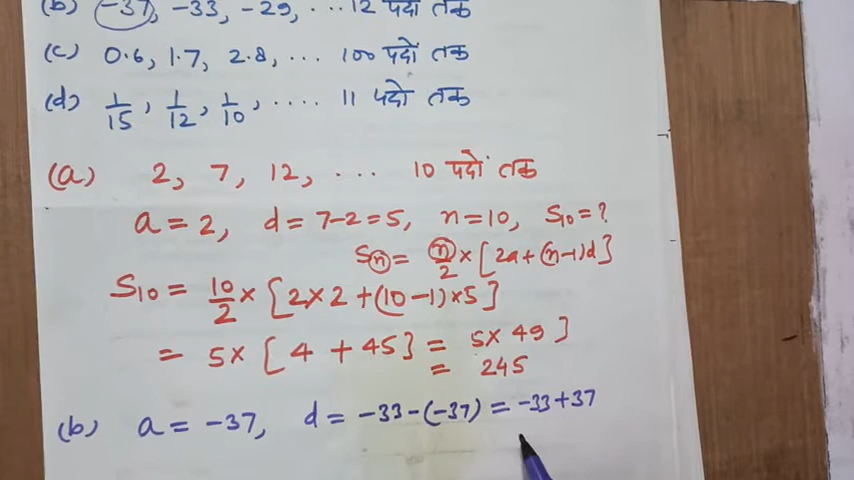 (b) -37, -33, -29, ... 12 पदों तक
(c) 0.6, 1.7, 2.8, ... 100 पदों तक
(d) 1/15, 1/12, 1/10, .... 11 पदों तक
(a) 2, 7, 12, ... 10 पदों तक
a = 2, d = 7-2=5, n=10, S10 = ?
Sn = n/2 × [2a+(n-1)d]
S10 = 10/2 × [2×2 +(10-1)×5]
= 5× [4 + 45] = 5× 49]
= 245
(b) a = -37, d = -33-(-37) = -33+37